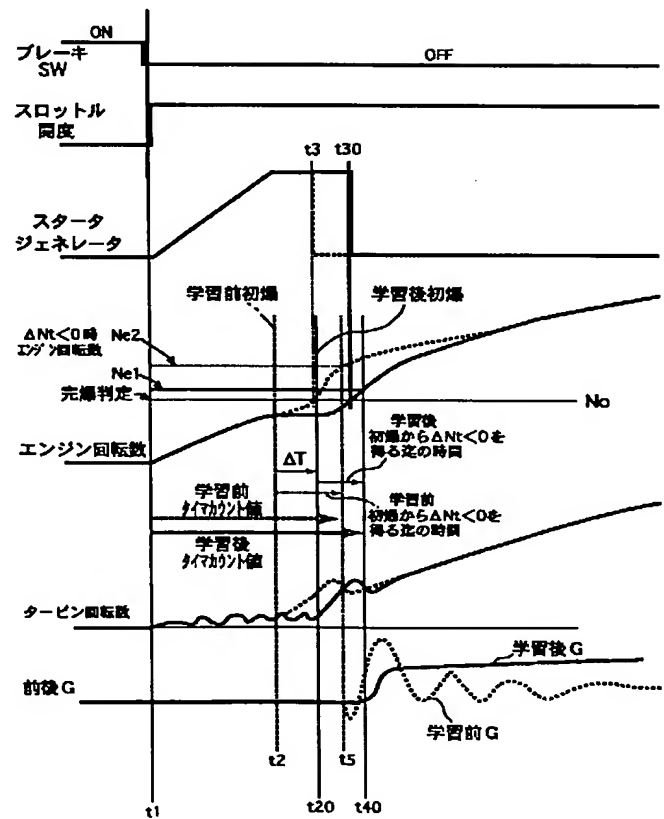 ON
ブレーキ
SW
OFF
スロットル
開度
t3
t30
スタータ
ジェネレータ
学習前初爆
学習後初爆
ΔNt<0時
エンジン回転数
Ne2
Ne1
完爆判定
No
エンジン回転数
ΔT
学習後
初爆からΔNt<0を
得る迄の時間
学習前
タイマカウント値
学習前
初爆からΔNt<0を
得る迄の時間
学習後
タイマカウント値
タービン回転数
学習後G
前後G
学習前G
t2
t5
t20
t40
t1